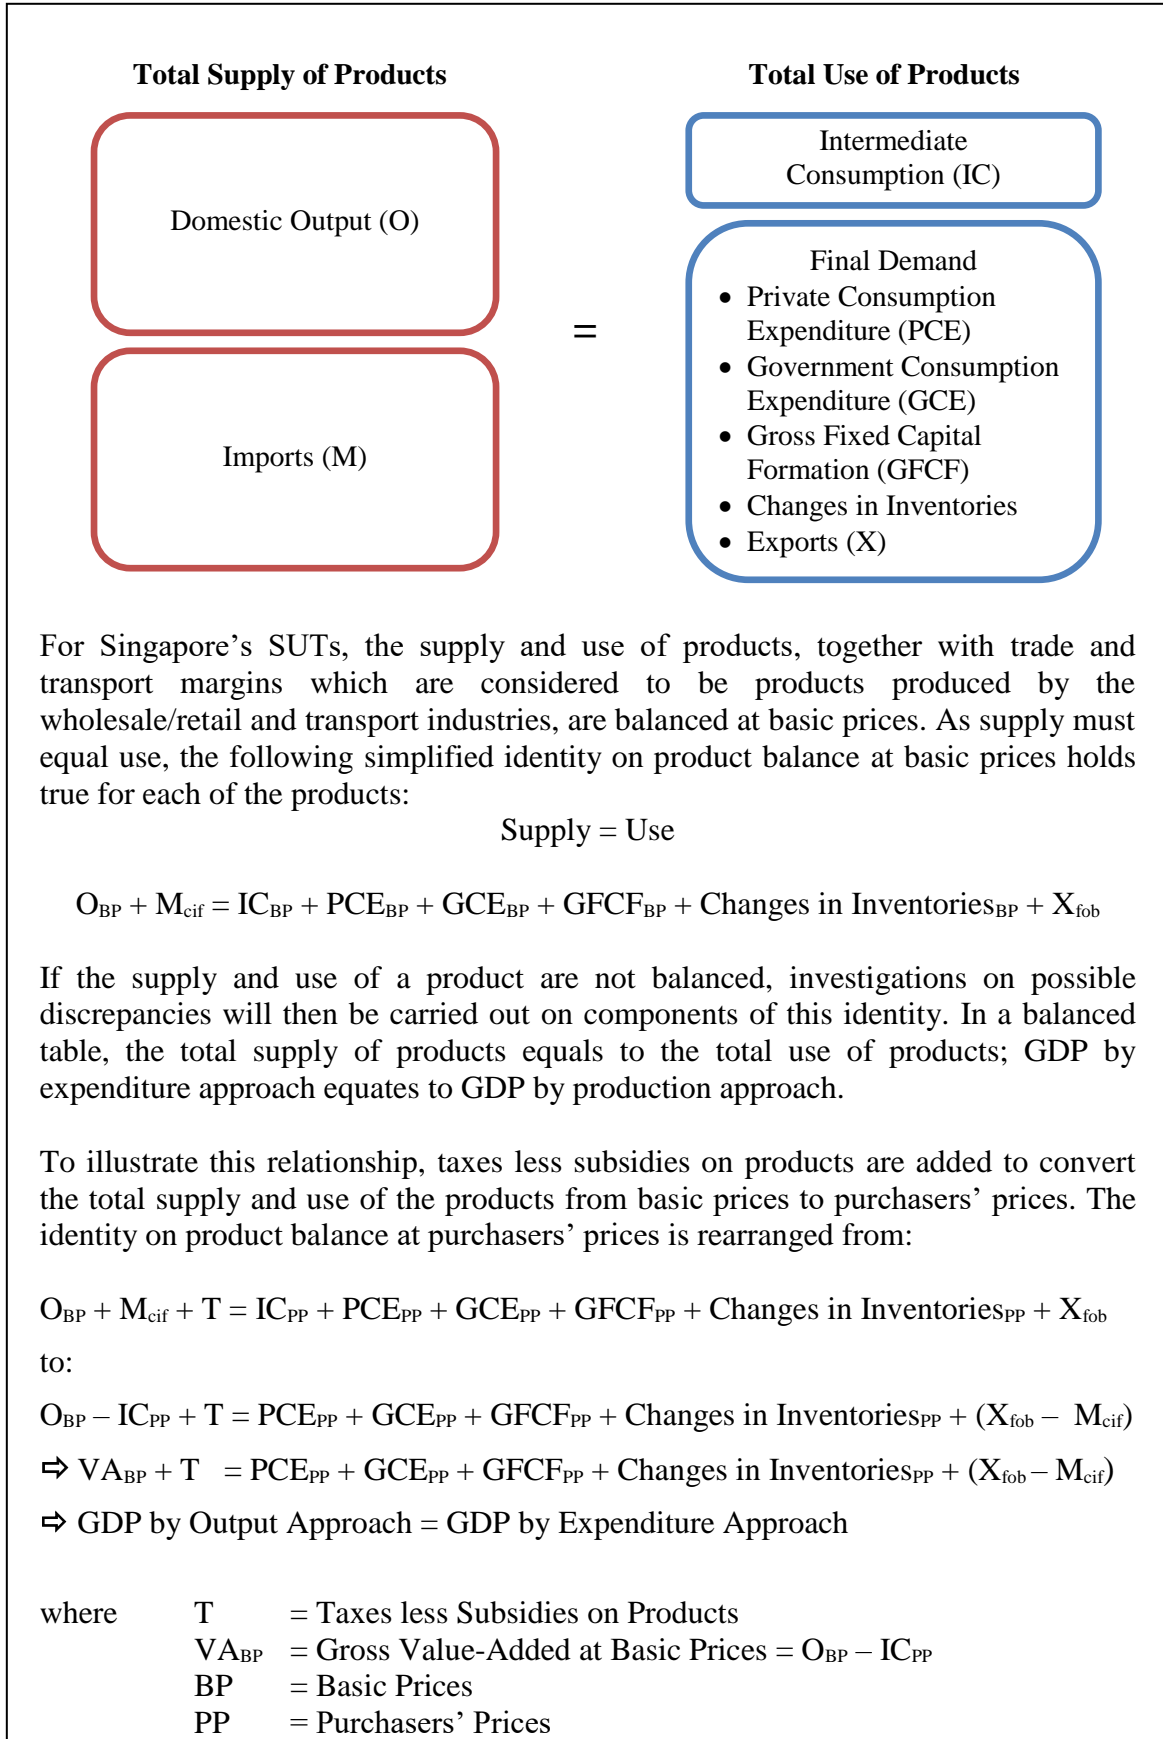 Total Supply of Products
Total Use of Products
Domestic Output (O)
Imports (M)
=
Intermediate
Consumption (IC)
Final Demand
• Private Consumption
Expenditure (PCE)
• Government Consumption
Expenditure (GCE)
• Gross Fixed Capital
Formation (GFCF)
• Changes in Inventories
• Exports (X)
For Singapore’s SUTs, the supply and use of products, together with trade and
transport margins which are considered to be products produced by the
wholesale/retail and transport industries, are balanced at basic prices. As supply must
equal use, the following simplified identity on product balance at basic prices holds
true for each of the products:
Supply = Use
OBP + Mcif = ICBP + PCEBP + GCEBP + GFCFBP + Changes in InventoriesBP + Xfob
If the supply and use of a product are not balanced, investigations on possible
discrepancies will then be carried out on components of this identity. In a balanced
table, the total supply of products equals to the total use of products; GDP by
expenditure approach equates to GDP by production approach.
To illustrate this relationship, taxes less subsidies on products are added to convert
the total supply and use of the products from basic prices to purchasers’ prices. The
identity on product balance at purchasers’ prices is rearranged from:
OBP + Mcif + T = ICPP + PCEPP + GCEPP + GFCFPP + Changes in InventoriesPP + Xfob
to:
OBP – ICPP + T = PCEPP + GCEPP + GFCFPP + Changes in InventoriesPP + (Xfob – Mcif)
⇨ VABP + T = PCEPP + GCEPP + GFCFPP + Changes in InventoriesPP + (Xfob – Mcif)
⇨ GDP by Output Approach = GDP by Expenditure Approach
where T = Taxes less Subsidies on Products
VABP = Gross Value-Added at Basic Prices = OBP – ICPP
BP = Basic Prices
PP = Purchasers’ Prices